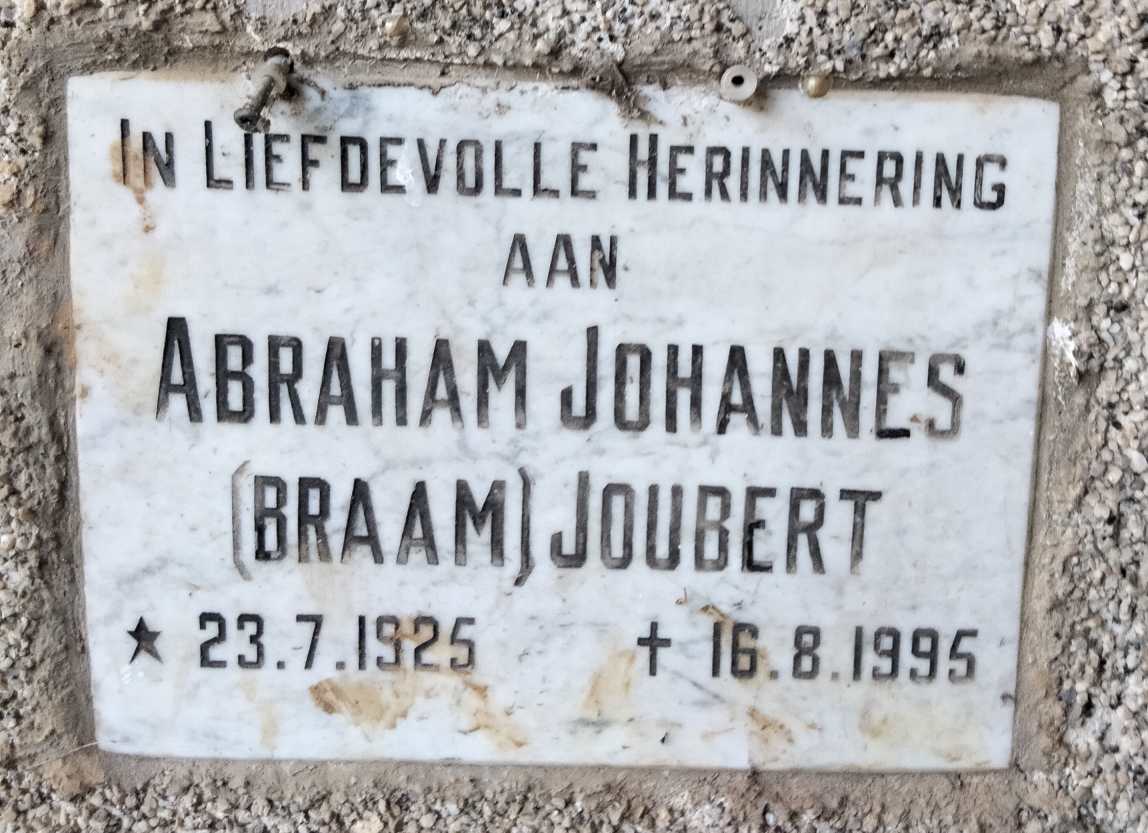 In Liefdevolle Herinnering
aan
Abraham Johannes
(Braam) Joubert
★ 23.7.1925 ✝ 16.8.1995